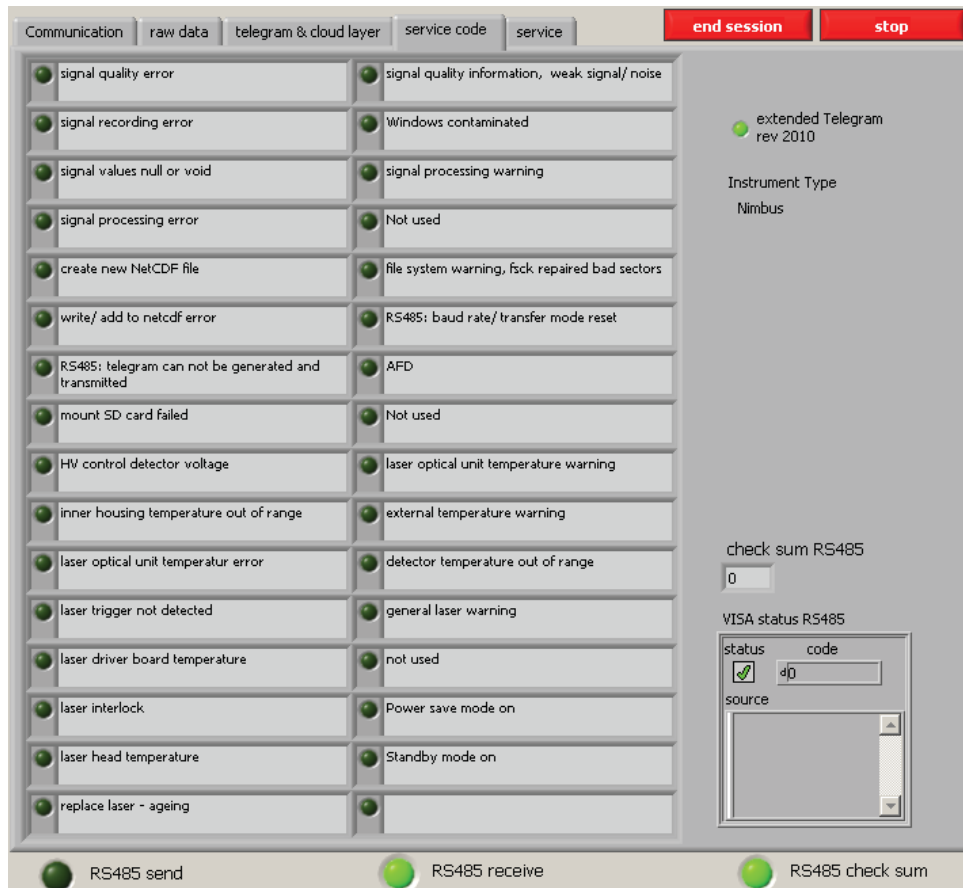 Communication
raw data
telegram & cloud layer
service code
service
end session
stop
signal quality error
signal quality information, weak signal/ noise
signal recording error
Windows contaminated
signal values null or void
signal processing warning
signal processing error
Not used
create new NetCDF file
file system warning, fsck repaired bad sectors
write/ add to netcdf error
RS485: baud rate/ transfer mode reset
RS485: telegram can not be generated and
transmitted
AFD
mount SD card failed
Not used
HV control detector voltage
laser optical unit temperature warning
inner housing temperature out of range
external temperature warning
laser optical unit temperatur error
detector temperature out of range
laser trigger not detected
general laser warning
laser driver board temperature
not used
laser interlock
Power save mode on
laser head temperature
Standby mode on
replace laser - ageing
extended Telegram
rev 2010
Instrument Type
Nimbus
check sum RS485
0
VISA status RS485
status
code
d0
source
RS485 send
RS485 receive
RS485 check sum